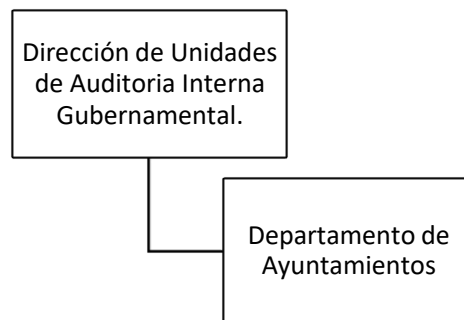 Dirección de Unidades
de Auditoria Interna
Gubernamental.
Departamento de
Ayuntamientos